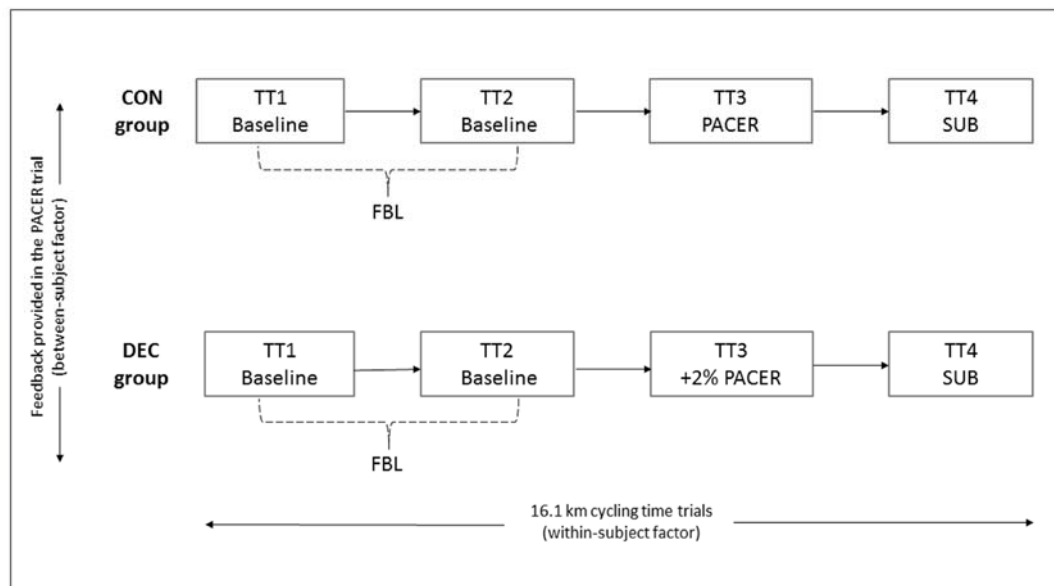 Feedback provided in the PACER trial
(between-subject factor)
CON
group
TT1
Baseline
TT2
Baseline
TT3
PACER
TT4
SUB
FBL
DEC
group
TT1
Baseline
TT2
Baseline
TT3
+2% PACER
TT4
SUB
FBL
16.1 km cycling time trials
(within-subject factor)